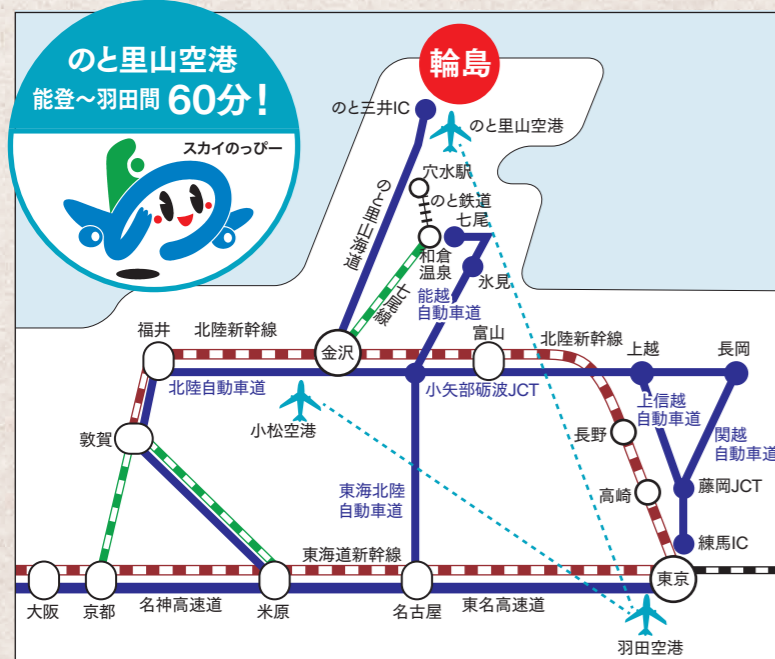 のと里山空港
能登〜羽田間 60分!
スカイのっぴー
輪島
のと三井IC
のと里山空港
穴水駅
のと鉄道
七尾
のと里山海道
和倉
温泉
氷見
七尾線
能越
自動車道
福井
北陸新幹線
金沢
富山
北陸新幹線
上越
長岡
北陸自動車道
小矢部砺波JCT
小松空港
上信越
自動車道
関越
自動車道
長野
敦賀
高崎
藤岡JCT
東海北陸
自動車道
練馬IC
東海道新幹線
東京
大阪
京都
名神高速道
米原
名古屋
東名高速道
羽田空港